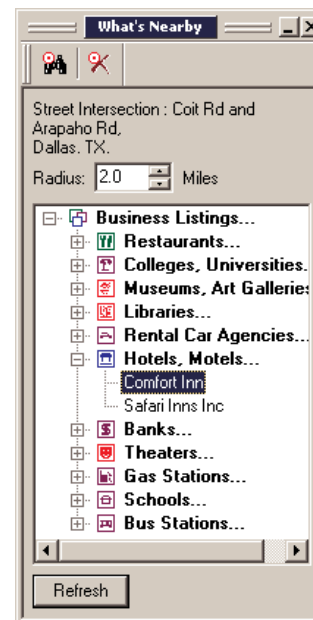 What's Nearby
Street Intersection : Coit Rd and
Arapaho Rd,
Dallas. TX.
Radius: 2.0 Miles
Business Listings...
Restaurants...
Colleges, Universities.
Museums, Art Galleries
Libraries...
Rental Car Agencies...
Hotels, Motels...
Comfort Inn
Safari Inns Inc
Banks...
Theaters...
Gas Stations...
Schools...
Bus Stations...
Refresh